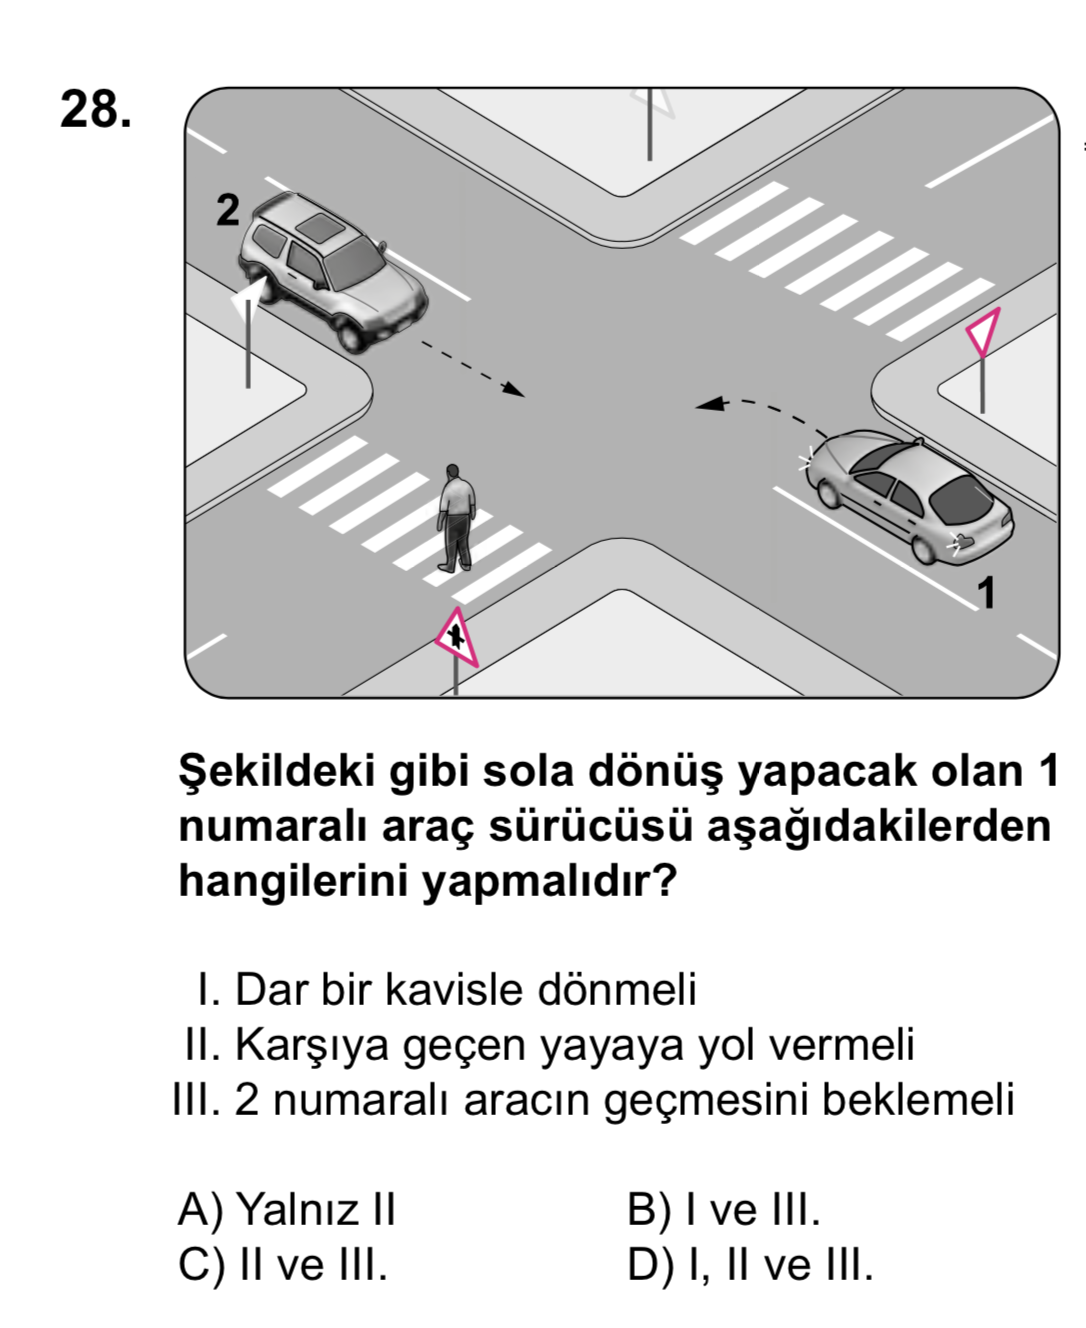 28.
2
1
Şekildeki gibi sola dönüş yapacak olan 1
numaralı araç sürücüsü aşağıdakilerden
hangilerini yapmalıdır?
I. Dar bir kavisle dönmeli
II. Karşıya geçen yayaya yol vermeli
III. 2 numaralı aracın geçmesini beklemeli
A) Yalnız II
B) I ve III.
C) II ve III.
D) I, II ve III.